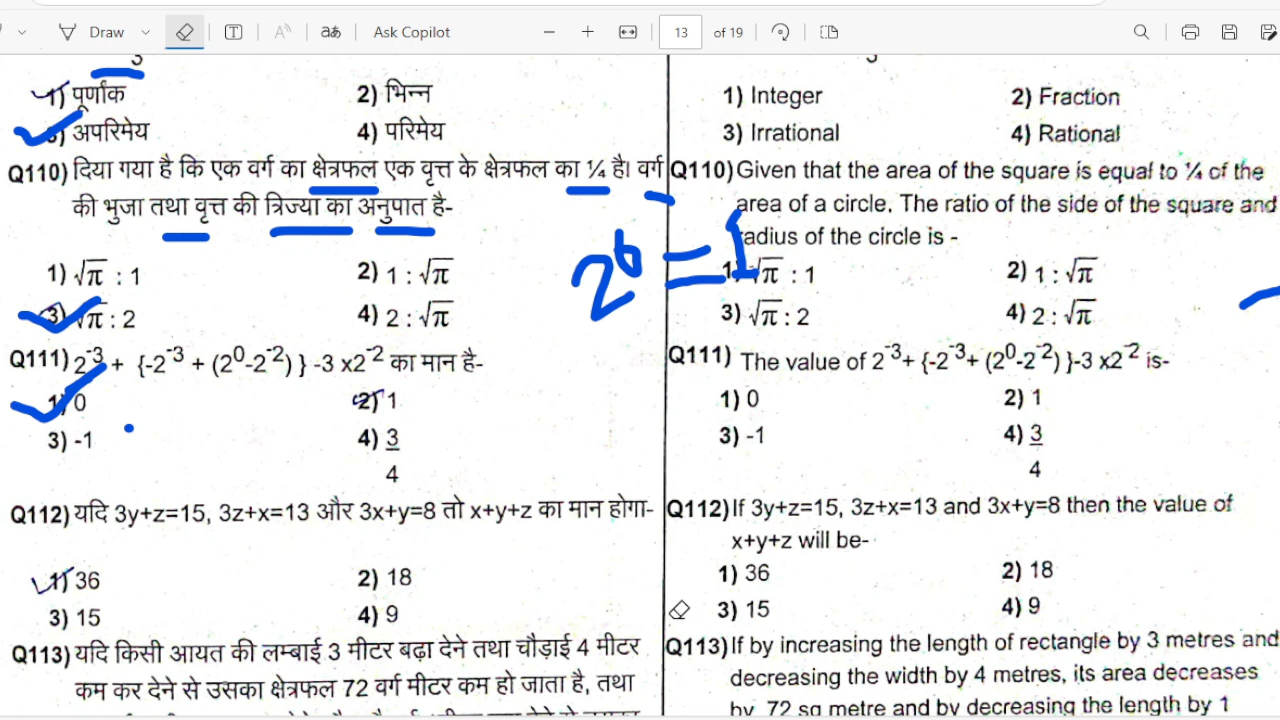 Draw
aあ
Ask Copilot
13 of 19
3
1) पूर्णांक
2) भिन्न
3) अपरिमेय
4) परिमेय
Q110) दिया गया है कि एक वर्ग का क्षेत्रफल एक वृत्त के क्षेत्रफल का ¼ है। वर्ग
की भुजा तथा वृत्त की त्रिज्या का अनुपात है-
1) √π : 1
2) 1 : √π
3) √π : 2
4) 2 : √π
Q111) 2⁻³ + {-2⁻³ + (2⁰-2⁻²) } -3 x2⁻² का मान है-
1) 0
2) 1
3) -1
4) 3
4
Q112) यदि 3y+z=15, 3z+x=13 और 3x+y=8 तो x+y+z का मान होगा-
1) 36
2) 18
3) 15
4) 9
Q113) यदि किसी आयत की लम्बाई 3 मीटर बढ़ा देने तथा चौड़ाई 4 मीटर
कम कर देने से उसका क्षेत्रफल 72 वर्ग मीटर कम हो जाता है, तथा
1) Integer
2) Fraction
3) Irrational
4) Rational
Q110) Given that the area of the square is equal to ¼ of the
area of a circle. The ratio of the side of the square and
radius of the circle is -
1) √π : 1
2) 1 : √π
3) √π : 2
4) 2 : √π
Q111) The value of 2⁻³+ {-2⁻³+ (2⁰-2⁻²) }-3 x2⁻² is-
1) 0
2) 1
3) -1
4) 3
4
Q112) If 3y+z=15, 3z+x=13 and 3x+y=8 then the value of
x+y+z will be-
1) 36
2) 18
3) 15
4) 9
Q113) If by increasing the length of rectangle by 3 metres and
decreasing the width by 4 metres, its area decreases
by 72 sq metre and by decreasing the length by 1
2⁰ = 1